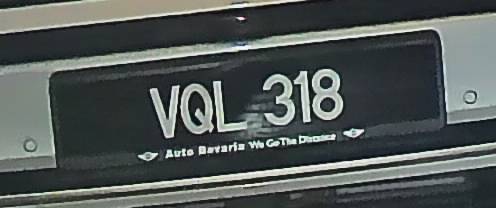 VQL 318
Auto Bavaria We Go The Distance